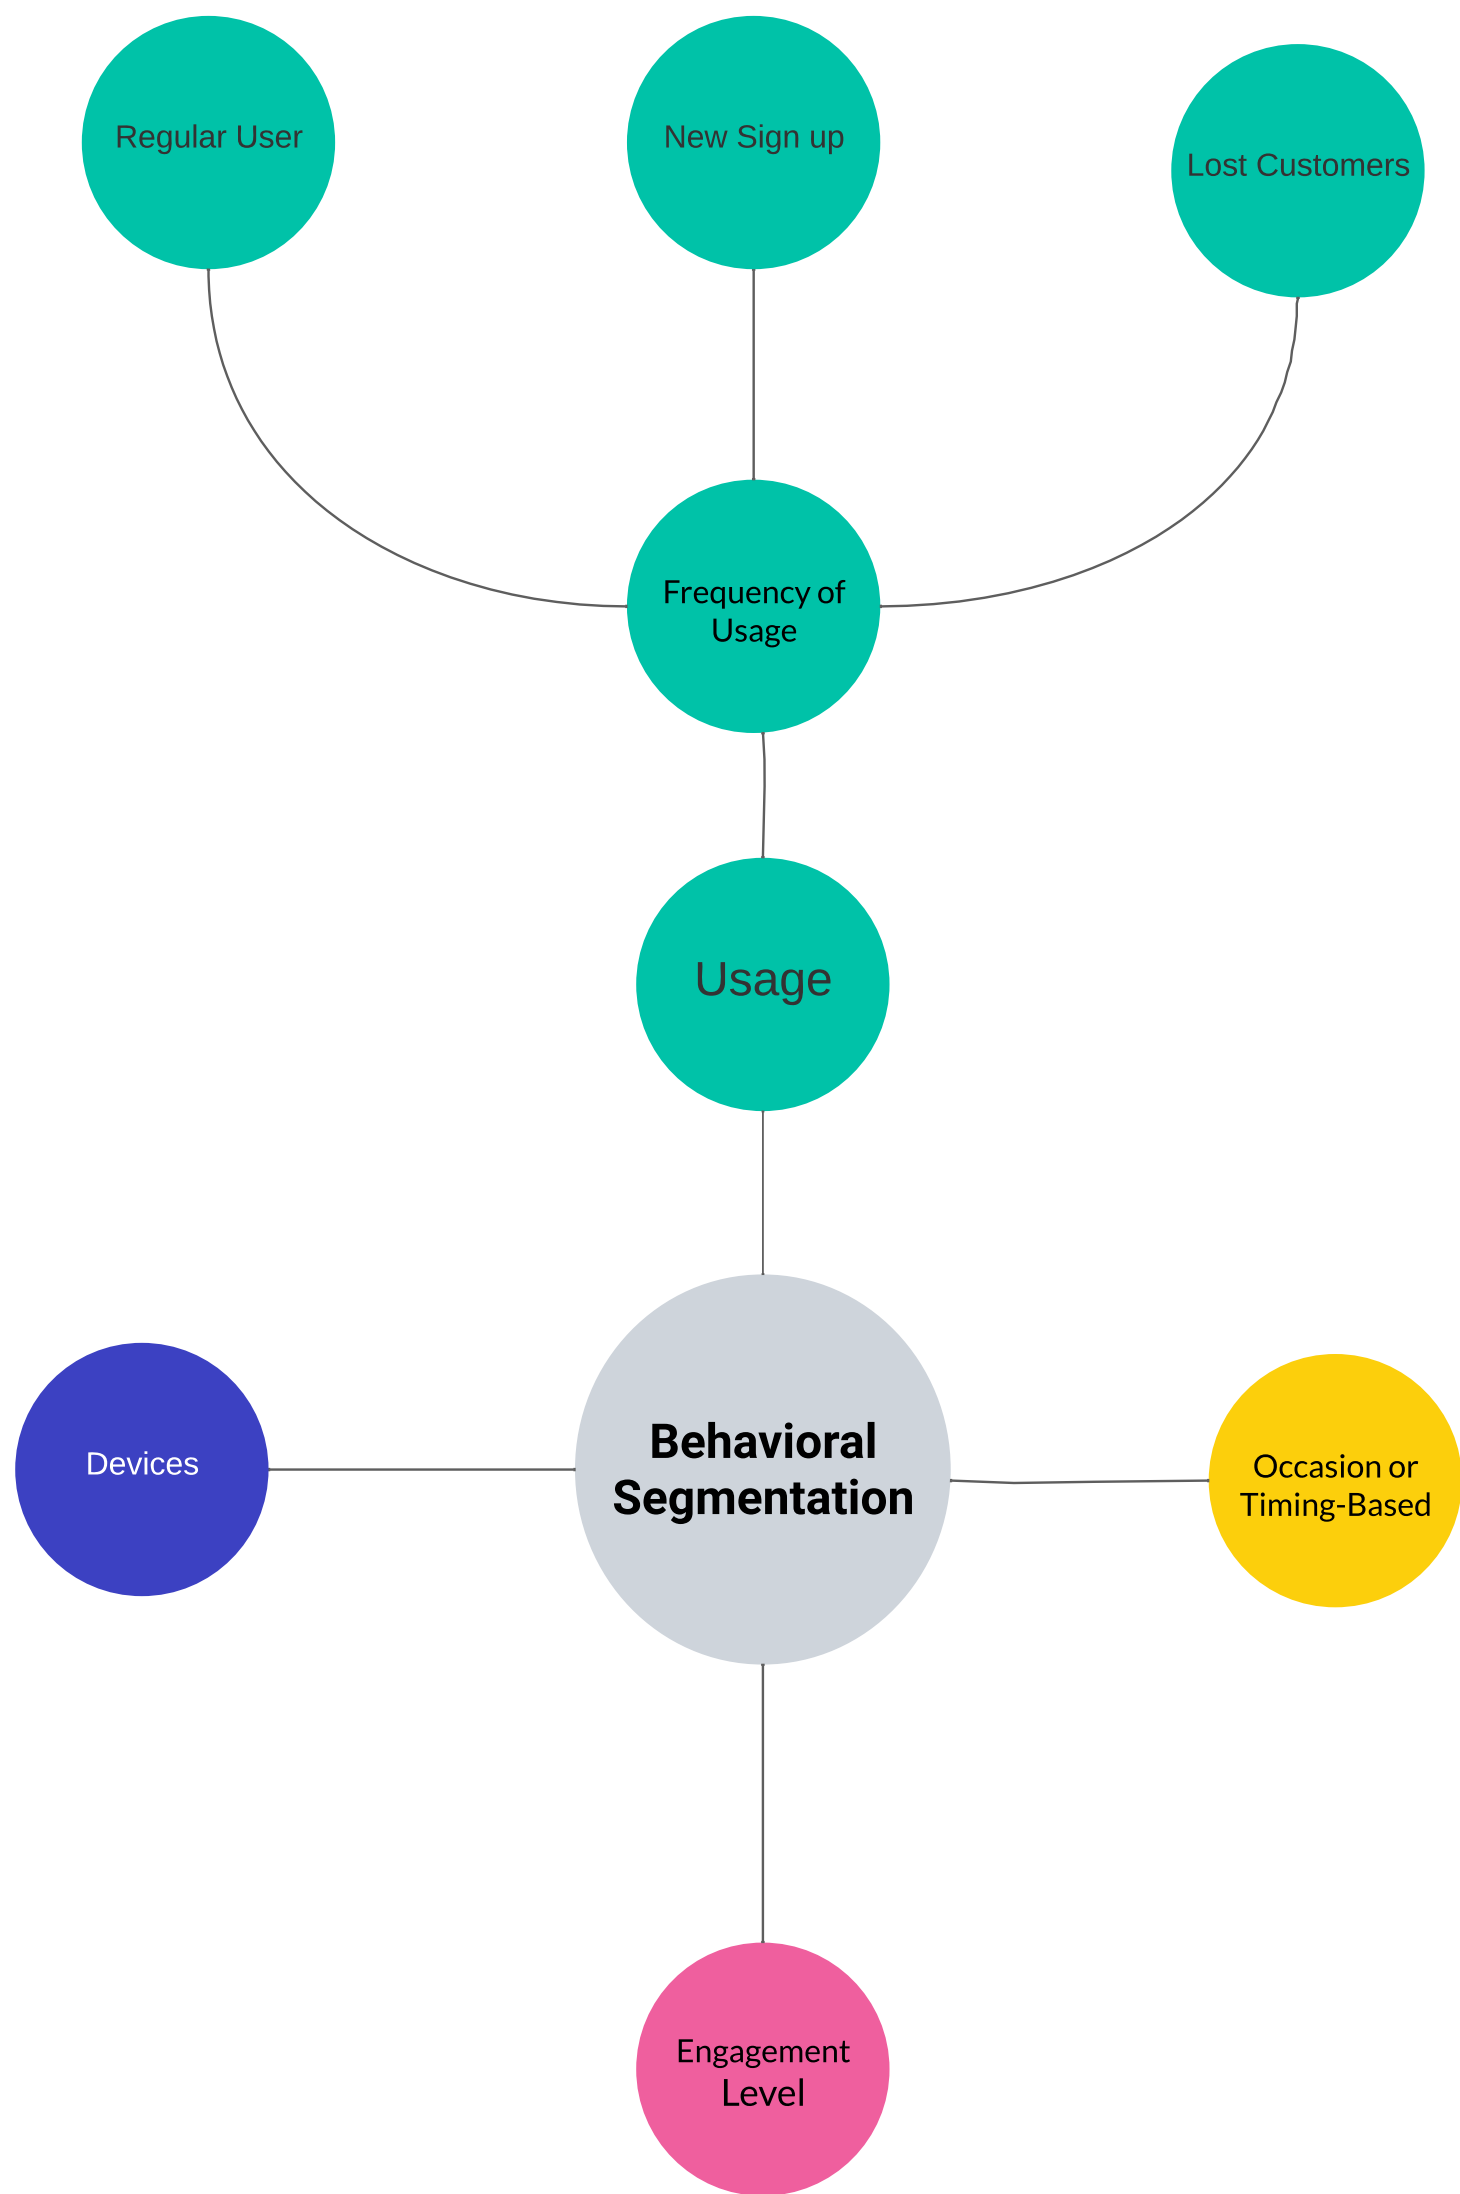 Regular User
New Sign up
Lost Customers
Frequency of
Usage
Usage
Devices
Behavioral
Segmentation
Occasion or
Timing-Based
Engagement
Level